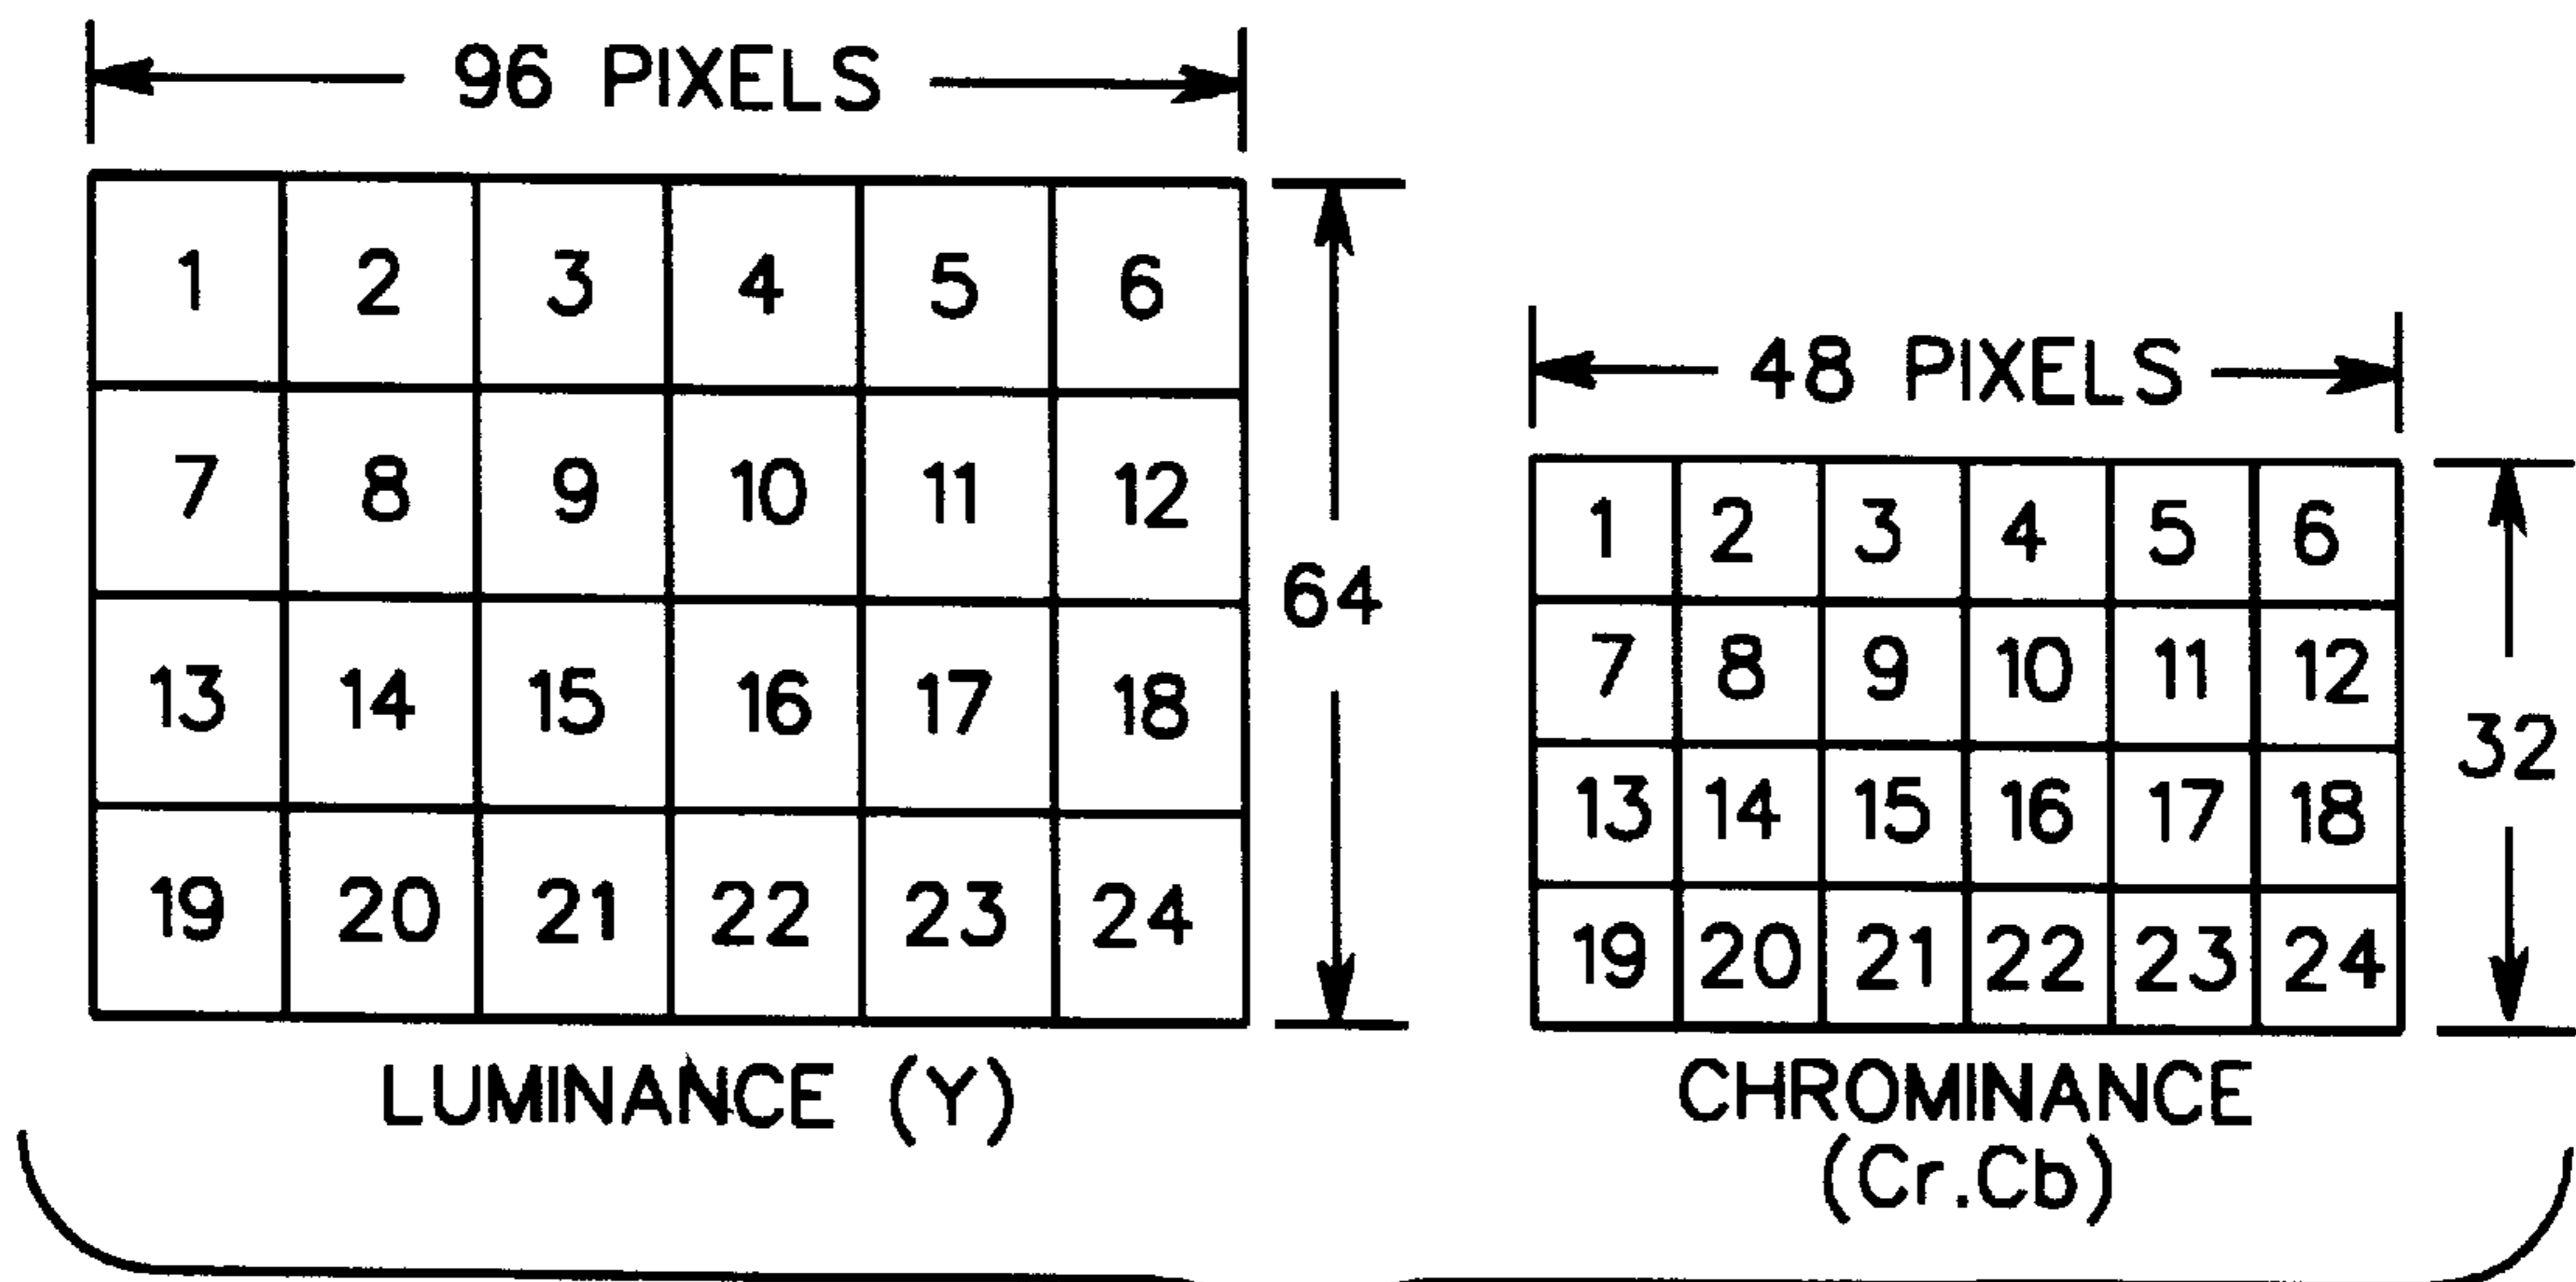 96 PIXELS
1 2 3 4 5 6
7 8 9 10 11 12
13 14 15 16 17 18
19 20 21 22 23 24
64
LUMINANCE (Y)
48 PIXELS
1 2 3 4 5 6
7 8 9 10 11 12
13 14 15 16 17 18
19 20 21 22 23 24
32
CHROMINANCE
(Cr.Cb)